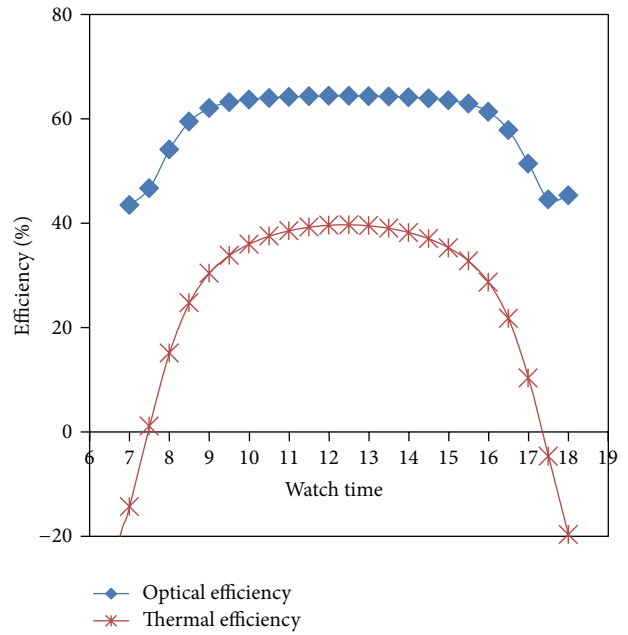 80
60
40
20
0
−20
Efficiency (%)
6 7 8 9 10 11 12 13 14 15 16 17 18 19
Watch time
Optical efficiency
Thermal efficiency